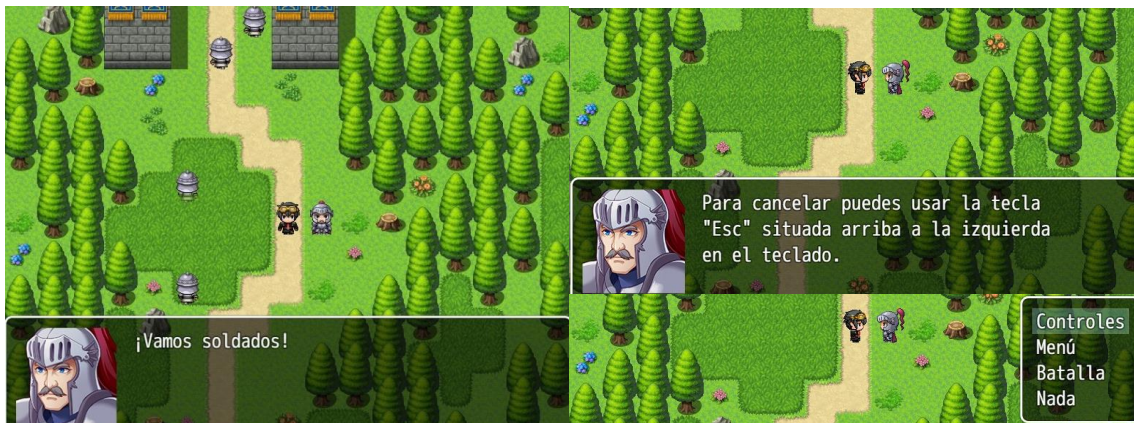 ¡Vamos soldados!
Para cancelar puedes usar la tecla
"Esc" situada arriba a la izquierda
en el teclado.
Controles
Menú
Batalla
Nada